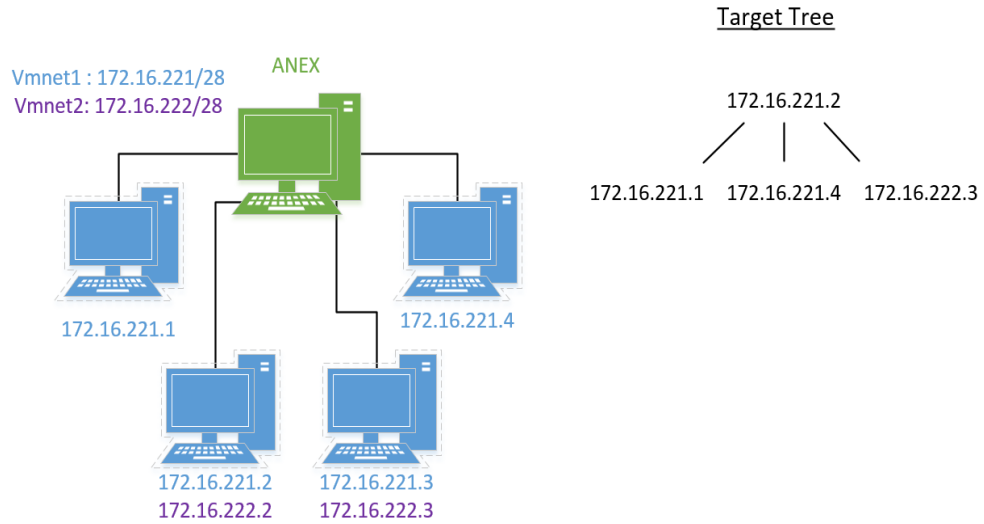 Target Tree
ANEX
Vmnet1 : 172.16.221/28
Vmnet2: 172.16.222/28
172.16.221.2
172.16.221.1 172.16.221.4 172.16.222.3
172.16.221.1
172.16.221.4
172.16.221.2
172.16.222.2
172.16.221.3
172.16.222.3